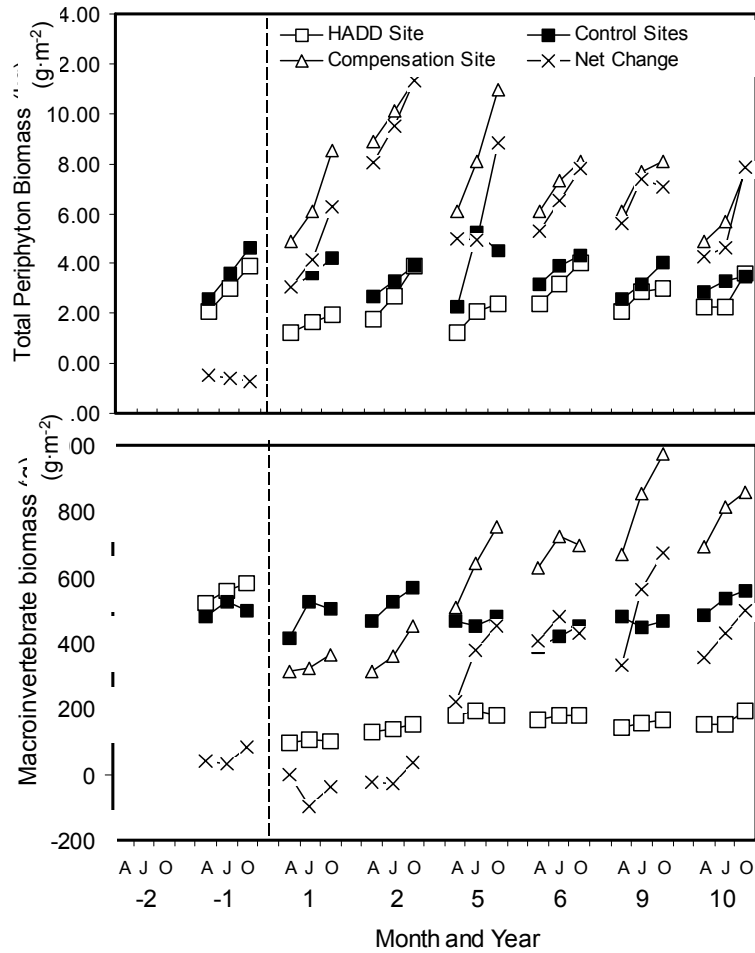 4.00
HADD Site
Control Sites
Compensation Site
Net Change
2.00
10.00
8.00
6.00
4.00
2.00
0.00
.00
Total Periphyton Biomass
(g·m-2)
00
800
600
400
200
0
-200
Macroinvertebrate biomass
(g·m-2)
A J O A J O A J O A J O A J O A J O A J O A J O
-2 -1 1 2 5 6 9 10
Month and Year